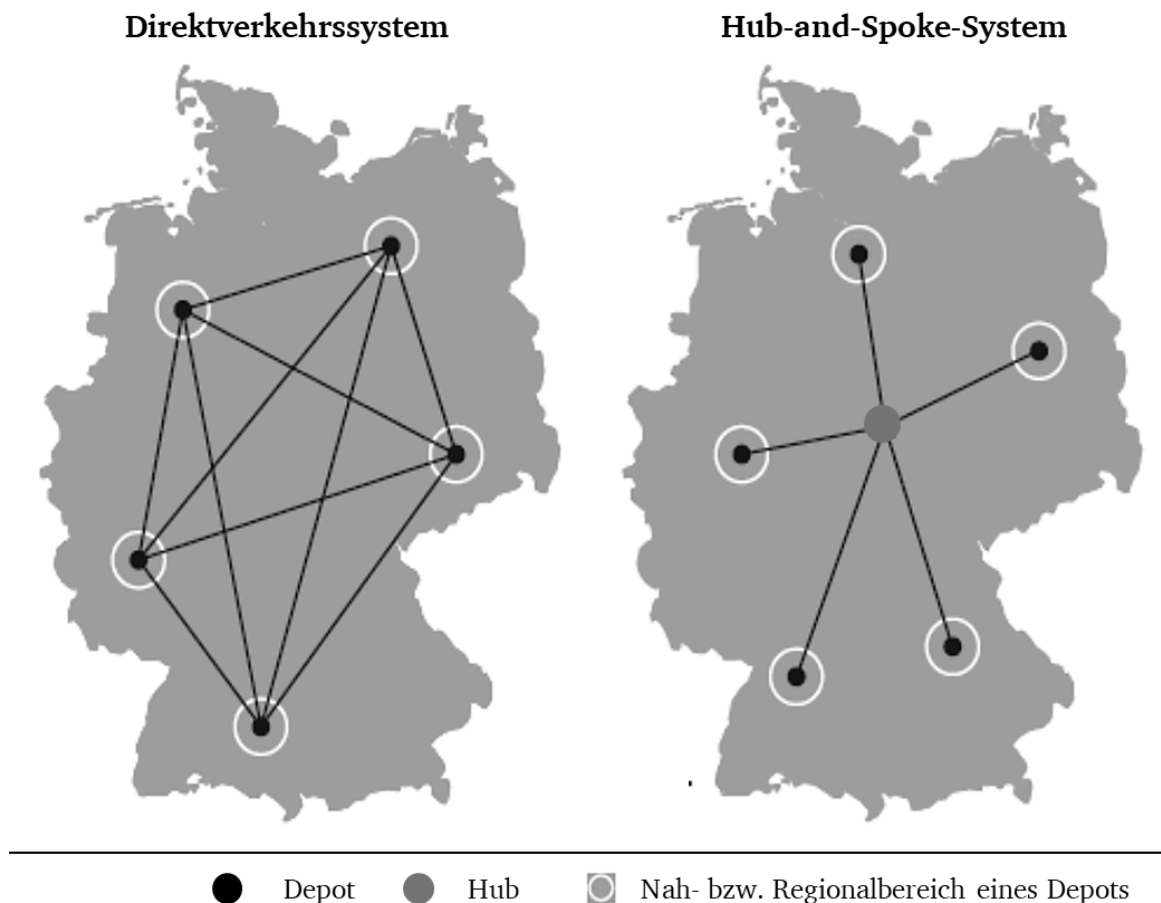 Direktverkehrssystem
Hub-and-Spoke-System
Depot
Hub
Nah- bzw. Regionalbereich eines Depots